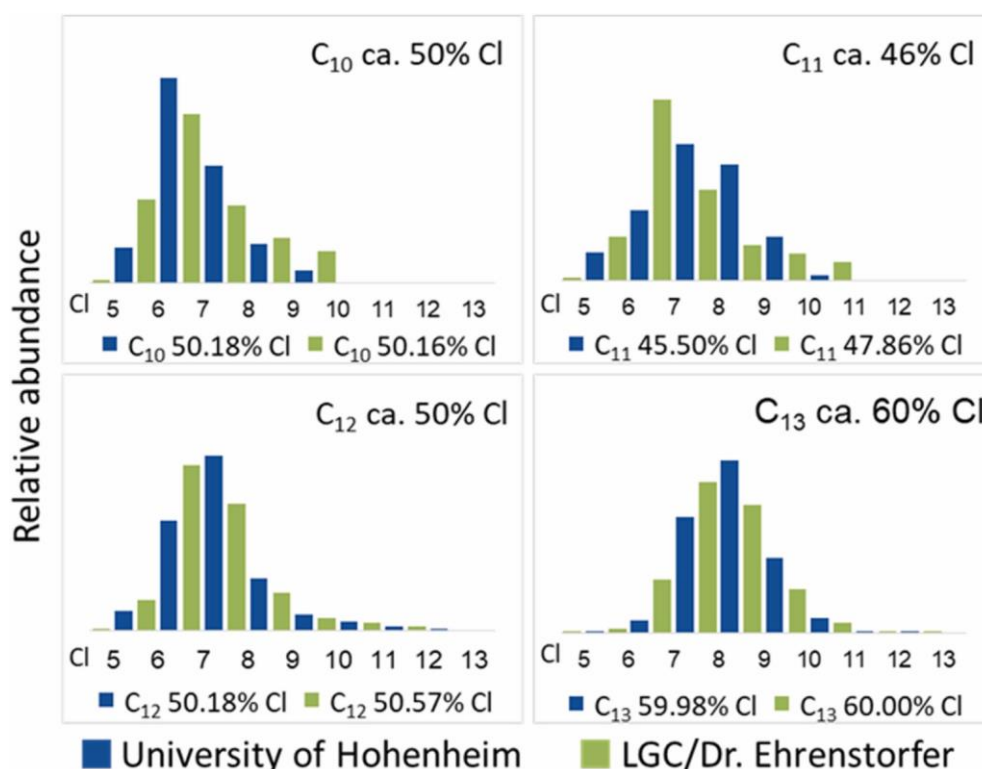 Relative abundance
C₁₀ ca. 50% Cl
Cl 5 6 7 8 9 10 11 12 13
C₁₀ 50.18% Cl C₁₀ 50.16% Cl
C₁₁ ca. 46% Cl
Cl 5 6 7 8 9 10 11 12 13
C₁₁ 45.50% Cl C₁₁ 47.86% Cl
C₁₂ ca. 50% Cl
Cl 5 6 7 8 9 10 11 12 13
C₁₂ 50.18% Cl C₁₂ 50.57% Cl
C₁₃ ca. 60% Cl
Cl 5 6 7 8 9 10 11 12 13
C₁₃ 59.98% Cl C₁₃ 60.00% Cl
University of Hohenheim LGC/Dr. Ehrenstorfer